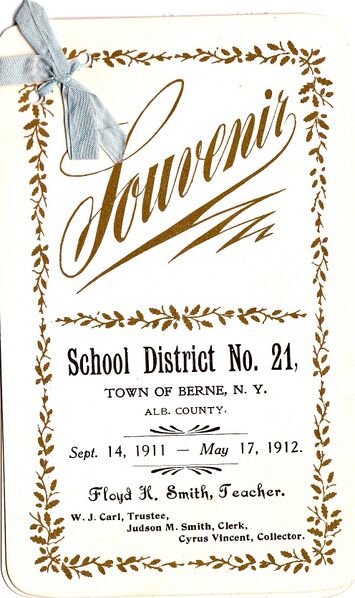 Souvenir
School District No. 21,
TOWN OF BERNE, N. Y.
ALB. COUNTY.
Sept. 14, 1911 — May 17, 1912.
Floyd K. Smith, Teacher.
W. J. Carl, Trustee,
Judson M. Smith, Clerk,
Cyrus Vincent, Collector.